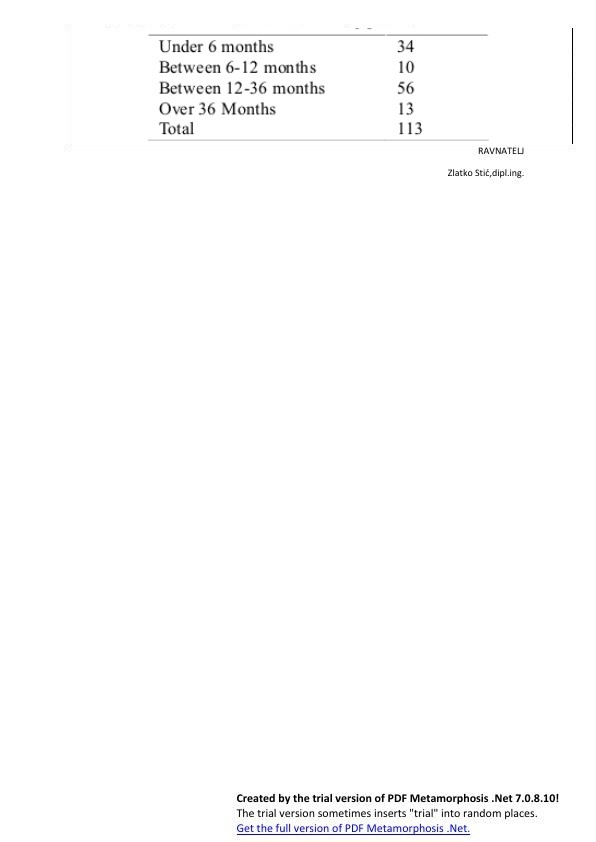 Under 6 months 34
Between 6-12 months 10
Between 12-36 months 56
Over 36 Months 13
Total 113
RAVNATELJ
Zlatko Stić,dipl.ing.
Created by the trial version of PDF Metamorphosis .Net 7.0.8.10!
The trial version sometimes inserts "trial" into random places.
Get the full version of PDF Metamorphosis .Net.